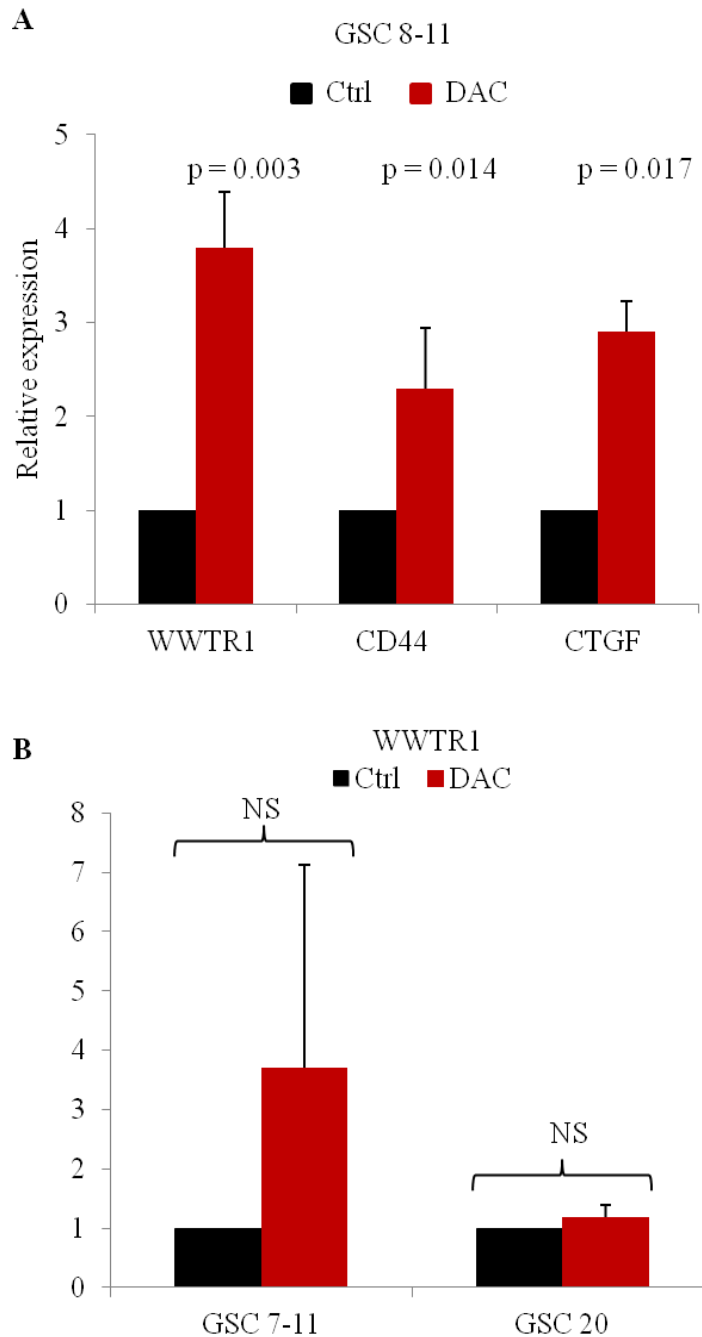 A
GSC 8-11
Ctrl DAC
5
p = 0.003 p = 0.014 p = 0.017
4
3
2
1
0
Relative expression
WWTR1 CD44 CTGF
B
WWTR1
Ctrl DAC
8
NS
7
6
5
4
3
NS
2
1
0
GSC 7-11 GSC 20